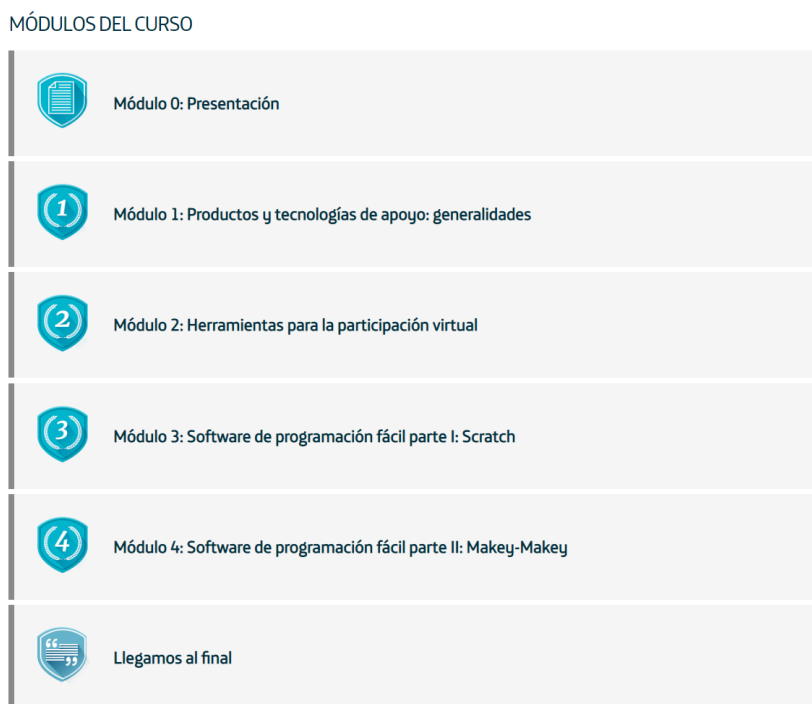 MÓDULOS DEL CURSO
Módulo 0: Presentación
1
Módulo 1: Productos y tecnologías de apoyo: generalidades
2
Módulo 2: Herramientas para la participación virtual
3
Módulo 3: Software de programación fácil parte I: Scratch
4
Módulo 4: Software de programación fácil parte II: Makey-Makey
Llegamos al final